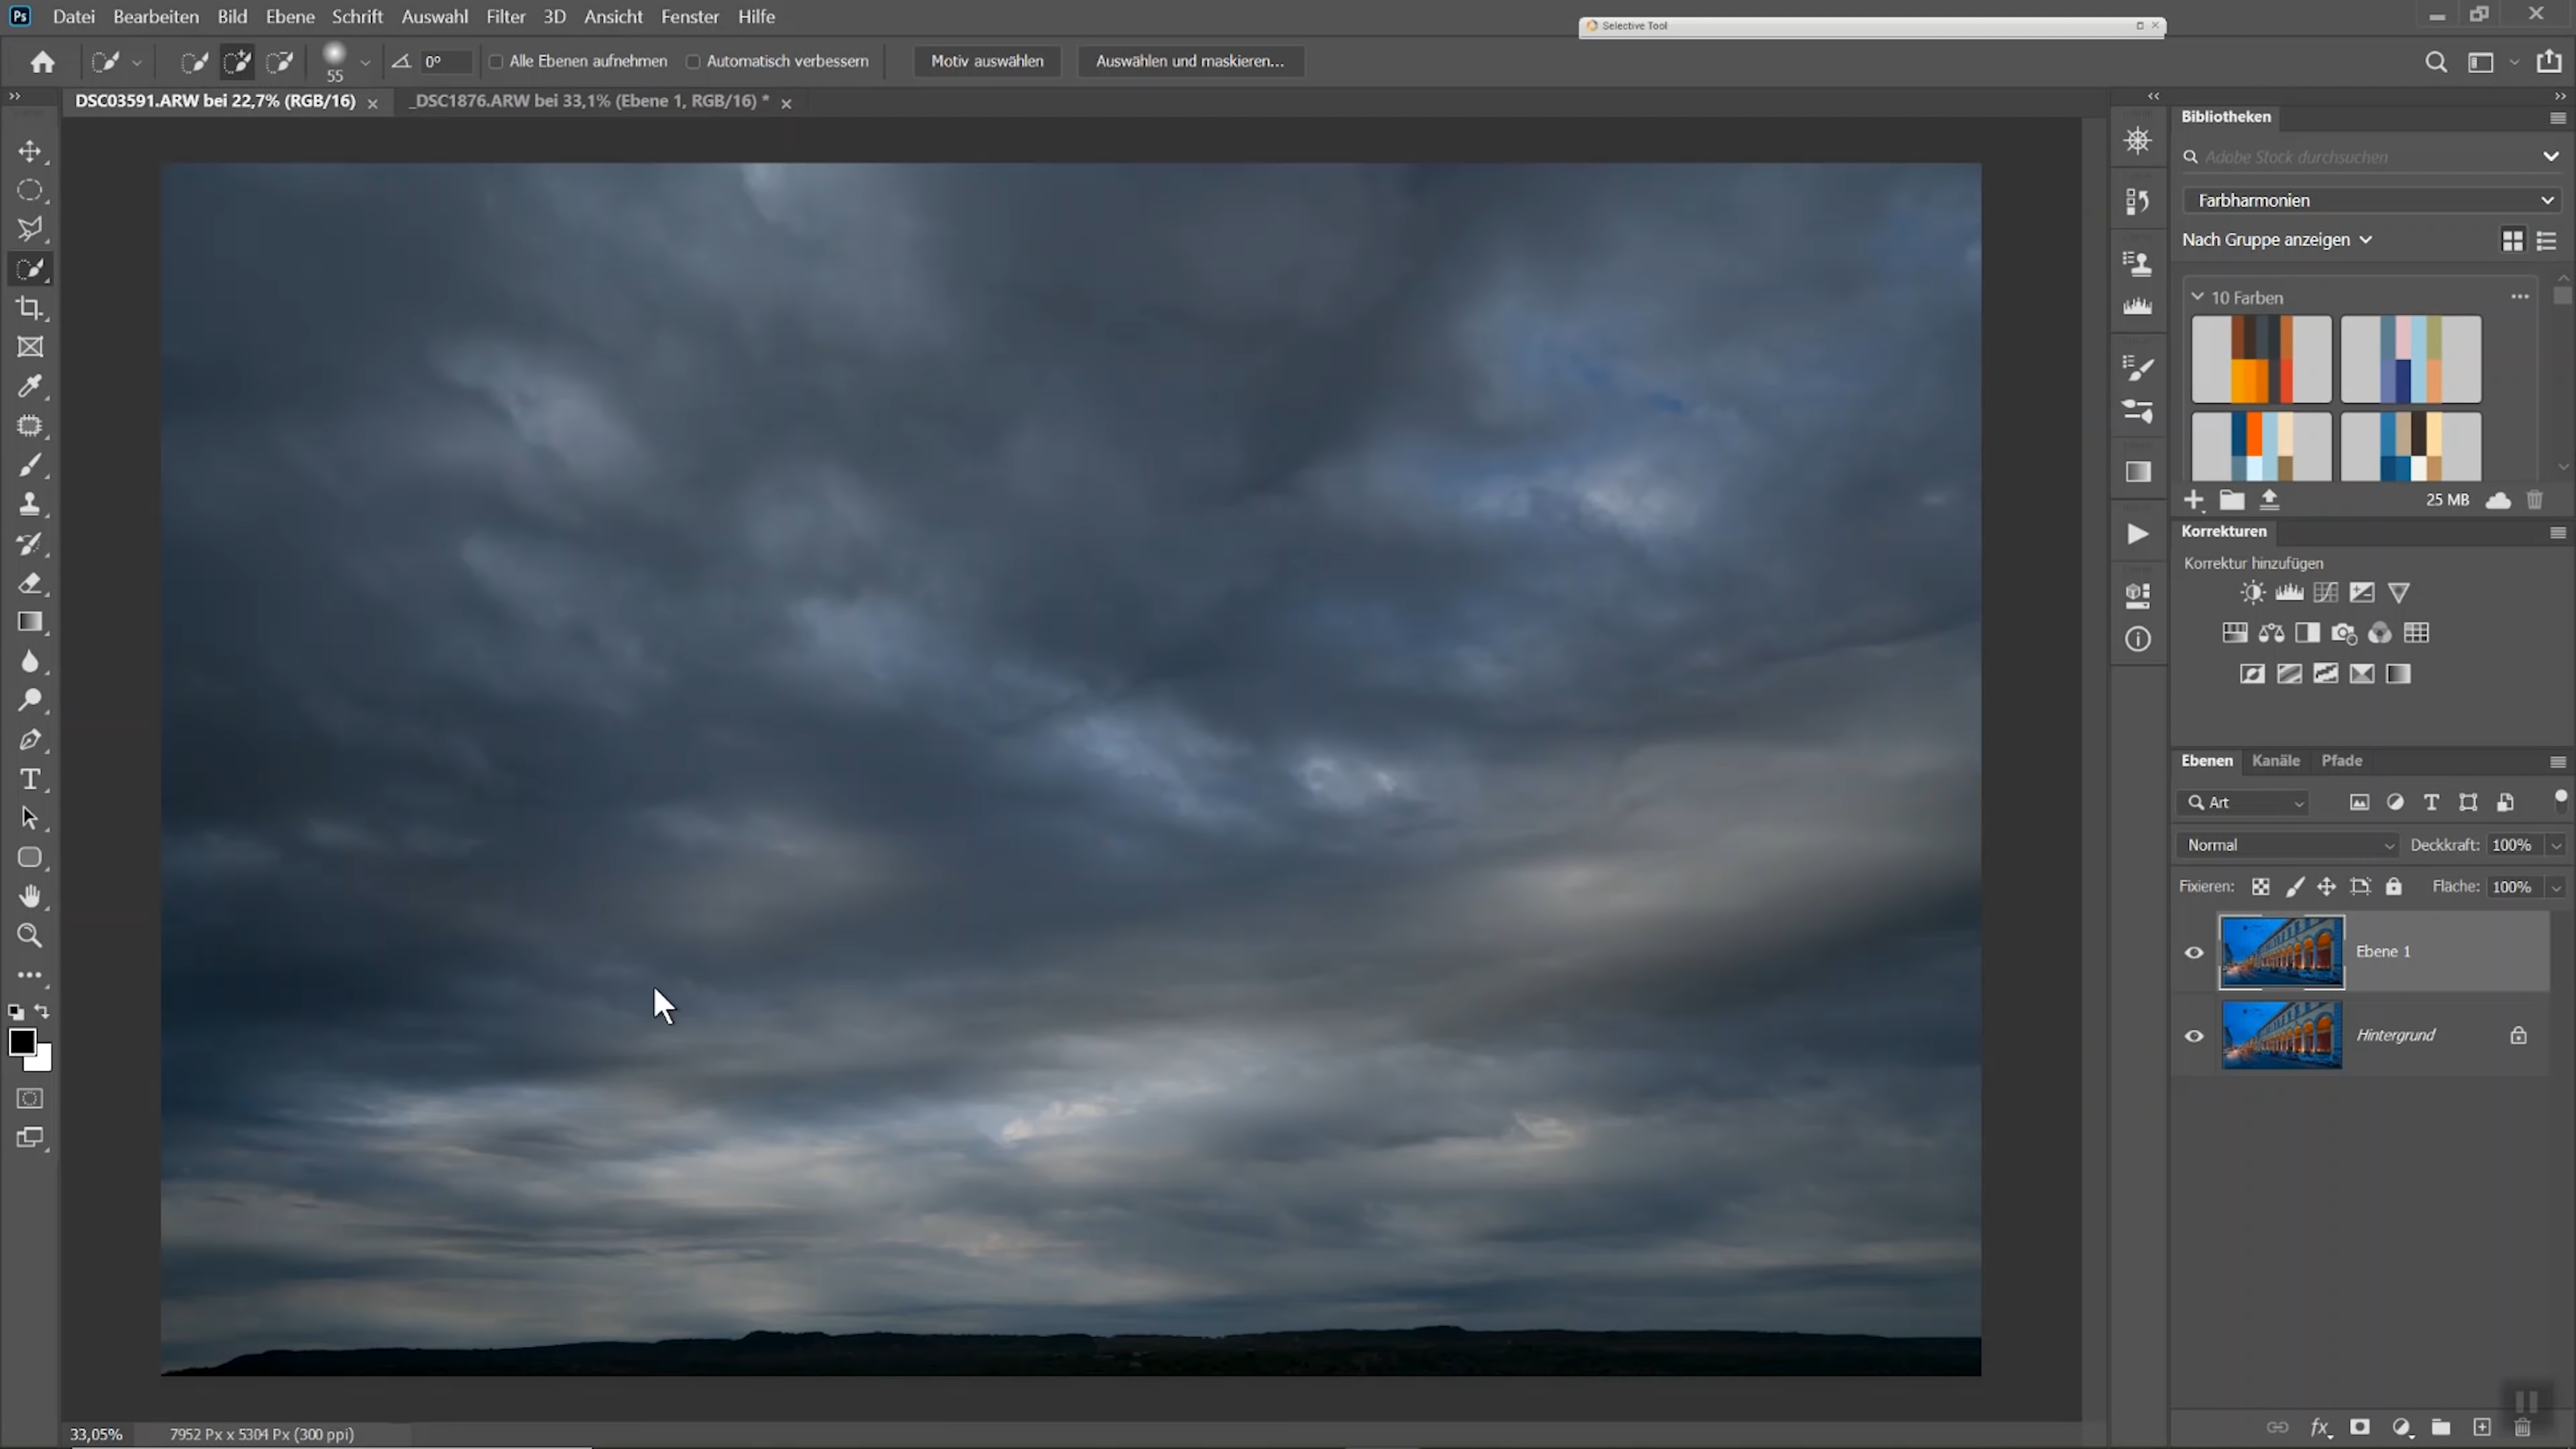 Ps Datei Bearbeiten Bild Ebene Schrift Auswahl Filter 3D Ansicht Fenster Hilfe
Selective Tool
55
0°
Alle Ebenen aufnehmen
Automatisch verbessern
Motiv auswählen
Auswählen und maskieren...
DSC03591.ARW bei 22,7% (RGB/16)
_DSC1876.ARW bei 33,1% (Ebene 1, RGB/16) *
Bibliotheken
Adobe Stock durchsuchen
Farbharmonien
Nach Gruppe anzeigen
10 Farben
25 MB
Korrekturen
Korrektur hinzufügen
Ebenen Kanäle Pfade
Art
Normal Deckkraft: 100%
Fixieren: Fläche: 100%
Ebene 1
Hintergrund
33,05% 7952 Px x 5304 Px (300 ppi)
fx